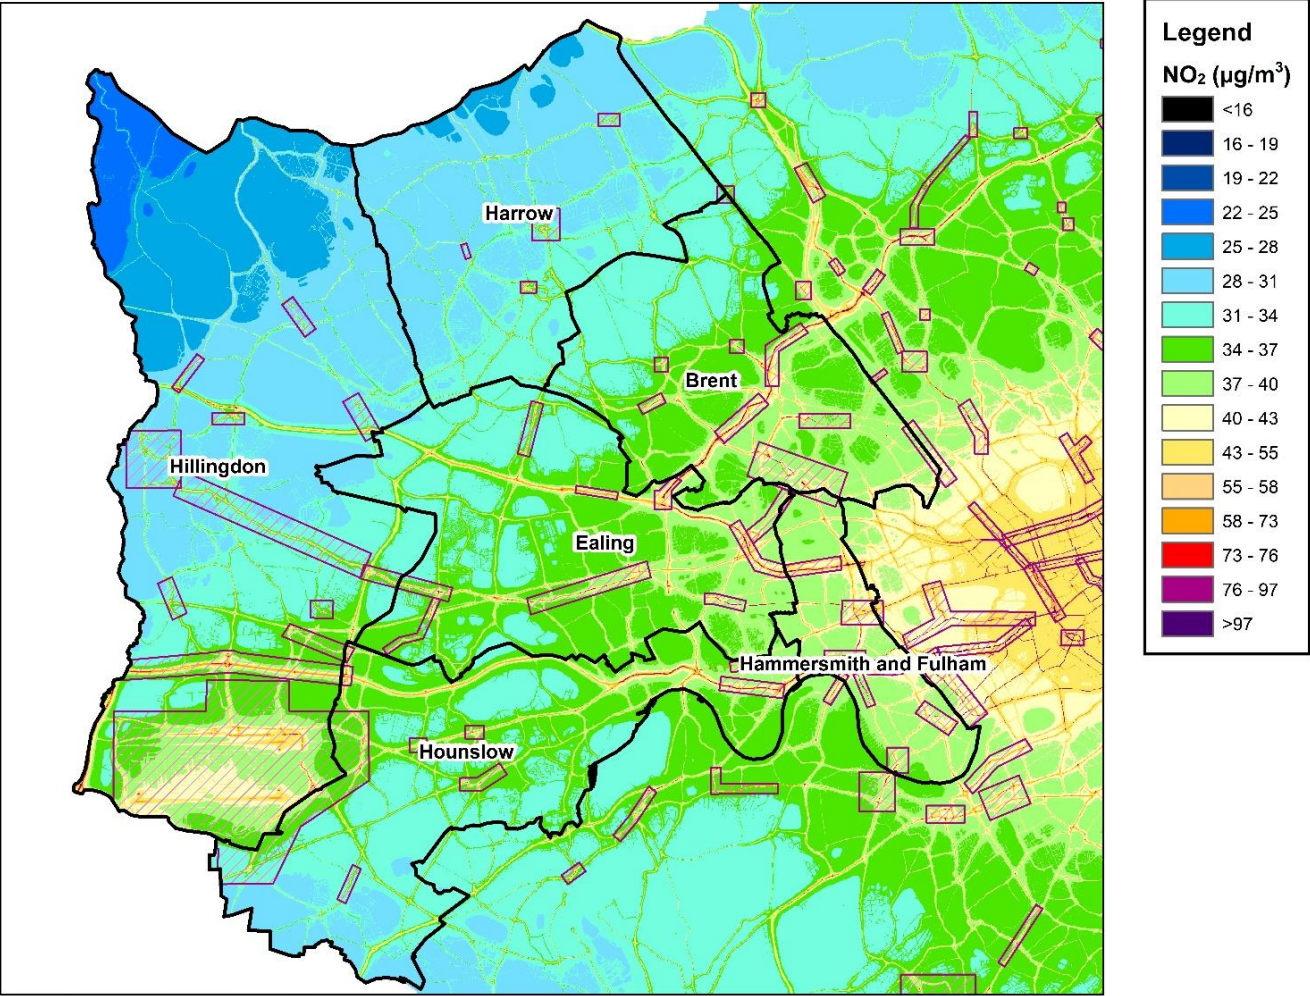 Harrow
Brent
Hillingdon
Ealing
Hammersmith and Fulham
Hounslow
Legend
NO₂ (µg/m³)
<16
16 - 19
19 - 22
22 - 25
25 - 28
28 - 31
31 - 34
34 - 37
37 - 40
40 - 43
43 - 55
55 - 58
58 - 73
73 - 76
76 - 97
>97